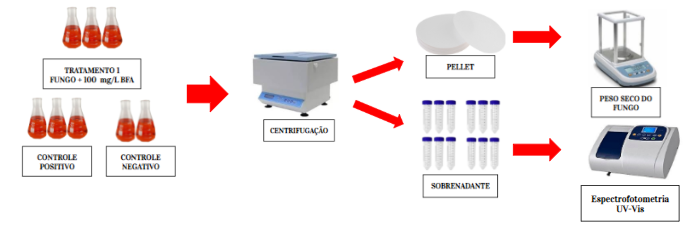 TRATAMENTO 1
FUNGO + 100 mg/L BFA
CONTROLE
POSITIVO
CONTROLE
NEGATIVO
CENTRIFUGAÇÃO
PELLET
SOBRENADANTE
PESO SECO DO
FUNGO
Espectrofotometria
UV-Vis